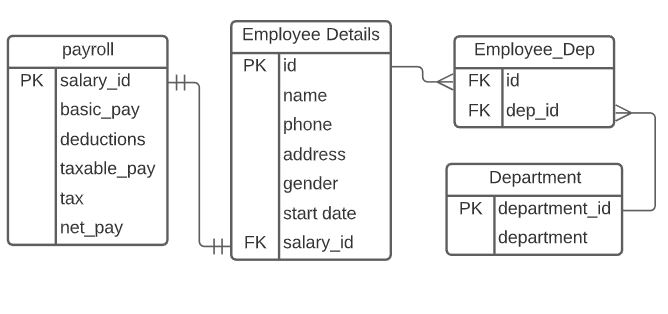 payroll
PK salary_id
basic_pay
deductions
taxable_pay
tax
net_pay
Employee Details
PK id
name
phone
address
gender
start date
FK salary_id
Employee_Dep
FK id
FK dep_id
Department
PK department_id
department